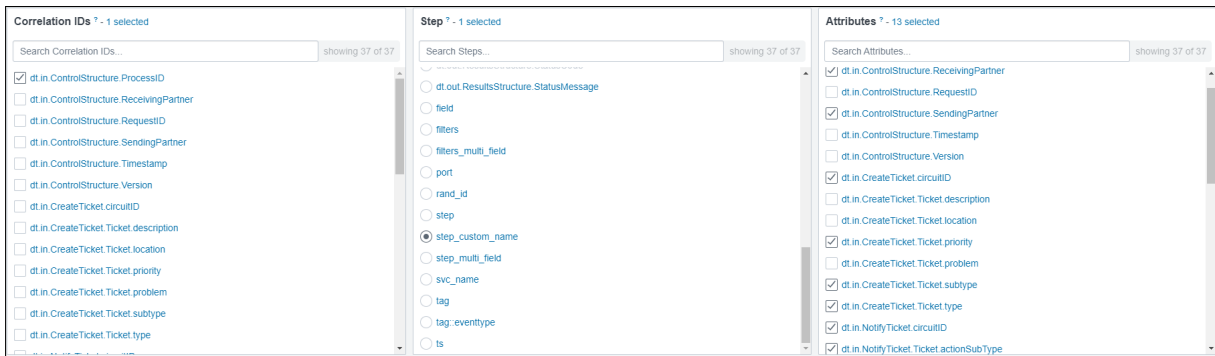 Correlation IDs ? - 1 selected
Search Correlation IDs...
showing 37 of 37
dt.in.ControlStructure.ProcessID
dt.in.ControlStructure.ReceivingPartner
dt.in.ControlStructure.RequestID
dt.in.ControlStructure.SendingPartner
dt.in.ControlStructure.Timestamp
dt.in.ControlStructure.Version
dt.in.CreateTicket.circuitID
dt.in.CreateTicket.Ticket.description
dt.in.CreateTicket.Ticket.location
dt.in.CreateTicket.Ticket.priority
dt.in.CreateTicket.Ticket.problem
dt.in.CreateTicket.Ticket.subtype
dt.in.CreateTicket.Ticket.type
Step ? - 1 selected
Search Steps...
showing 37 of 37
dt.out.ResultsStructure.StatusMessage
field
filters
filters_multi_field
port
rand_id
step
step_custom_name
step_multi_field
svc_name
tag
tag::eventtype
ts
Attributes ? - 13 selected
Search Attributes...
showing 37 of 37
dt.in.ControlStructure.ReceivingPartner
dt.in.ControlStructure.RequestID
dt.in.ControlStructure.SendingPartner
dt.in.ControlStructure.Timestamp
dt.in.ControlStructure.Version
dt.in.CreateTicket.circuitID
dt.in.CreateTicket.Ticket.description
dt.in.CreateTicket.Ticket.location
dt.in.CreateTicket.Ticket.priority
dt.in.CreateTicket.Ticket.problem
dt.in.CreateTicket.Ticket.subtype
dt.in.CreateTicket.Ticket.type
dt.in.NotifyTicket.circuitID
dt.in.NotifyTicket.Ticket.actionSubType